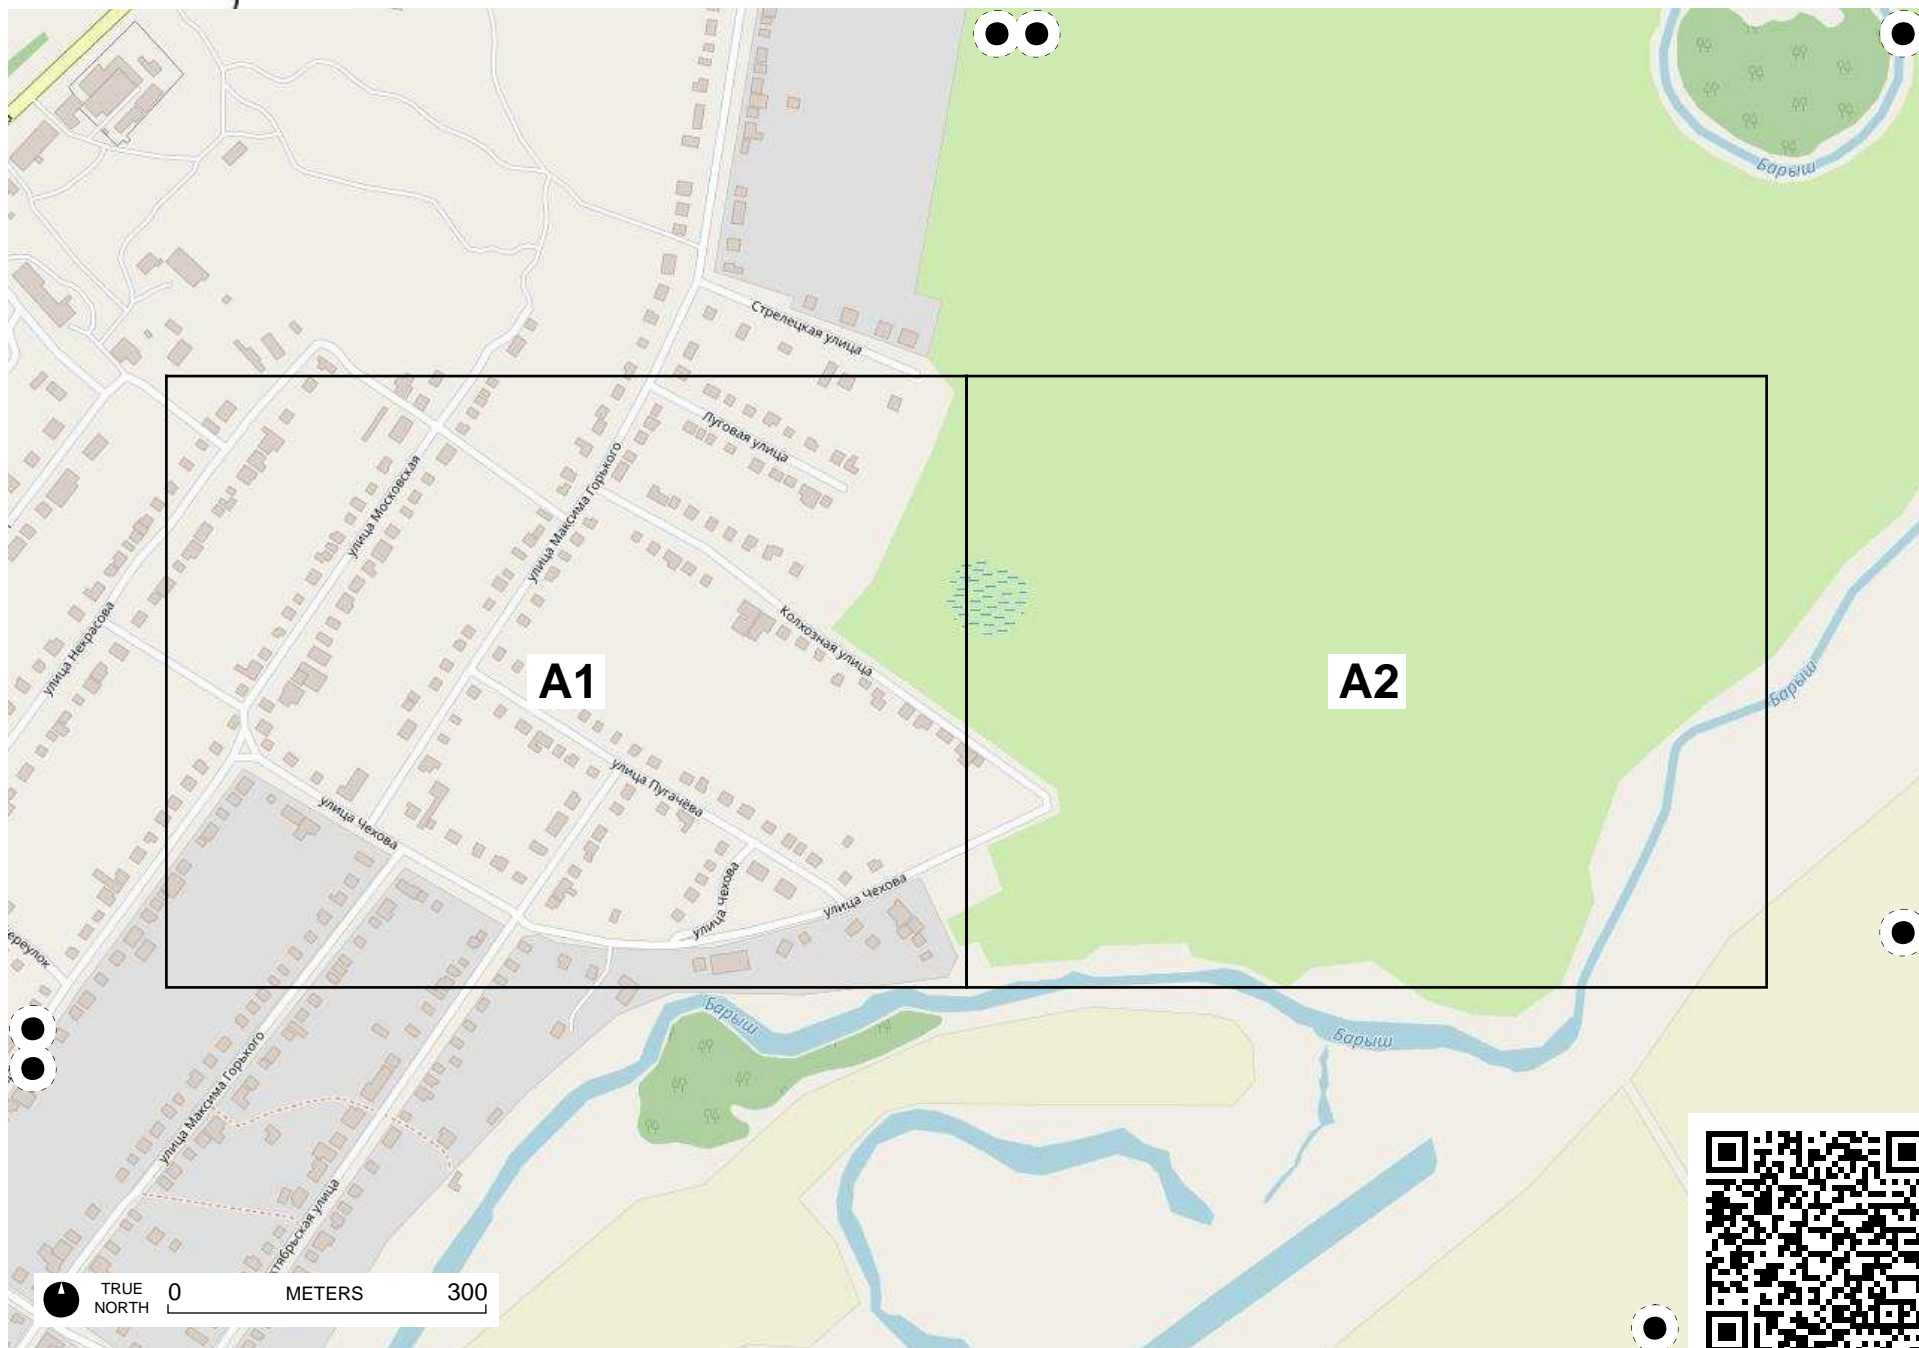 Барыш
Стрелецкая улица
Луговая улица
улица Московская
улица Максима Горького
улица Некрасова
Колхозная улица
A1
A2
Барыш
улица Пугачёва
улица Чехова
улица Чехова
улица Чехова
Барыш
Барыш
улица Максима Горького
TRUE NORTH
0 METERS 300